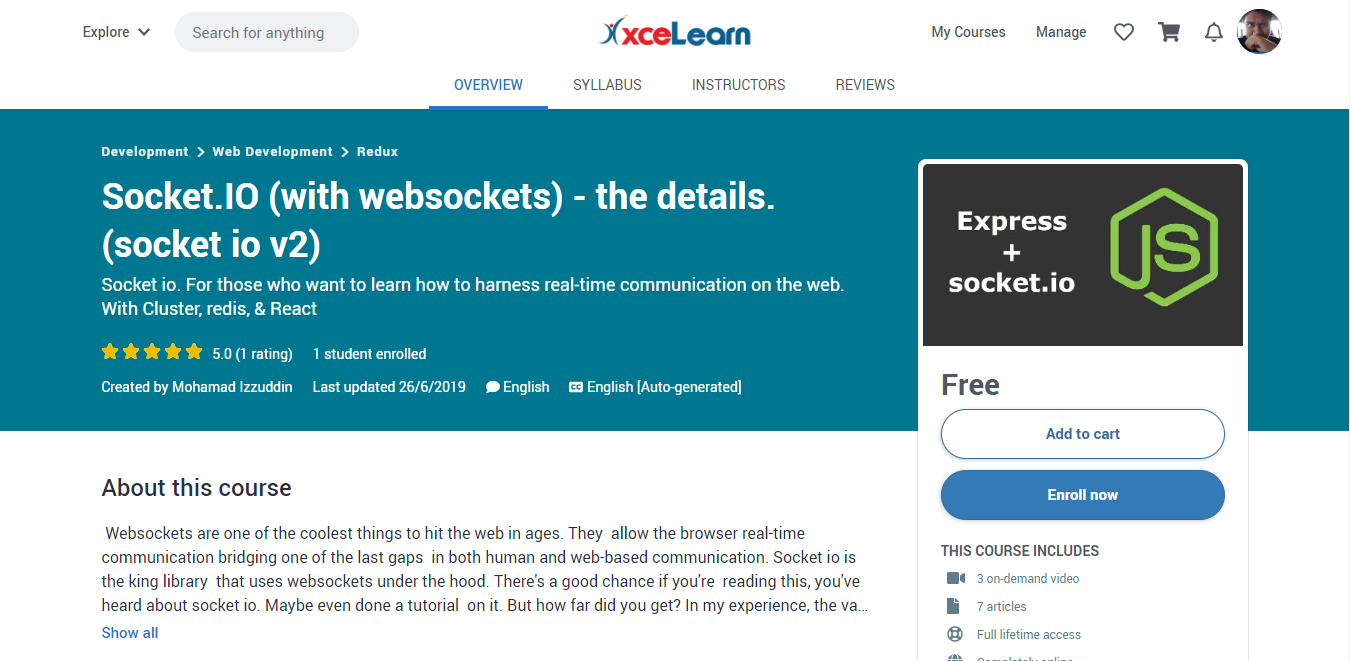 Explore
Search for anything
xceLearn
My Courses
Manage
OVERVIEW
SYLLABUS
INSTRUCTORS
REVIEWS
Development > Web Development > Redux
Socket.IO (with websockets) - the details.
(socket io v2)
Socket io. For those who want to learn how to harness real-time communication on the web.
With Cluster, redis, & React
5.0 (1 rating) 1 student enrolled
Created by Mohamad Izzuddin Last updated 26/6/2019 English CC English [Auto-generated]
Express
+
socket.io
JS
Free
Add to cart
Enroll now
THIS COURSE INCLUDES
3 on-demand video
7 articles
Full lifetime access
Completely online
About this course
Websockets are one of the coolest things to hit the web in ages. They allow the browser real-time
communication bridging one of the last gaps in both human and web-based communication. Socket io is
the king library that uses websockets under the hood. There's a good chance if you're reading this, you've
heard about socket io. Maybe even done a tutorial on it. But how far did you get? In my experience, the va...
Show all